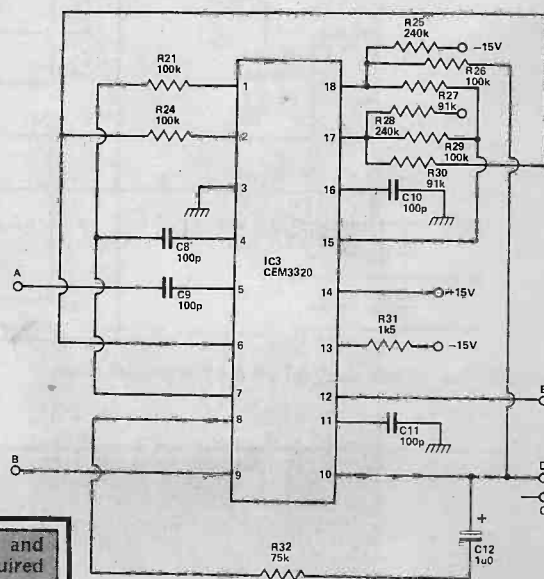 R25
240k
−15V
R21
100k
R26
100k
1
18
R27
91k
R24
100k
R28
240k
2
17
R29
100k
3
R30
91k
16
C10
100p
4
15
C8
100p
IC3
CEM3320
A
5
14
+15V
C9
100p
R31
1k5
6
13
−15V
7
12
E
8
11
C11
100p
B
9
10
D
C
+
C12
1u0
R32
75k
and
uired